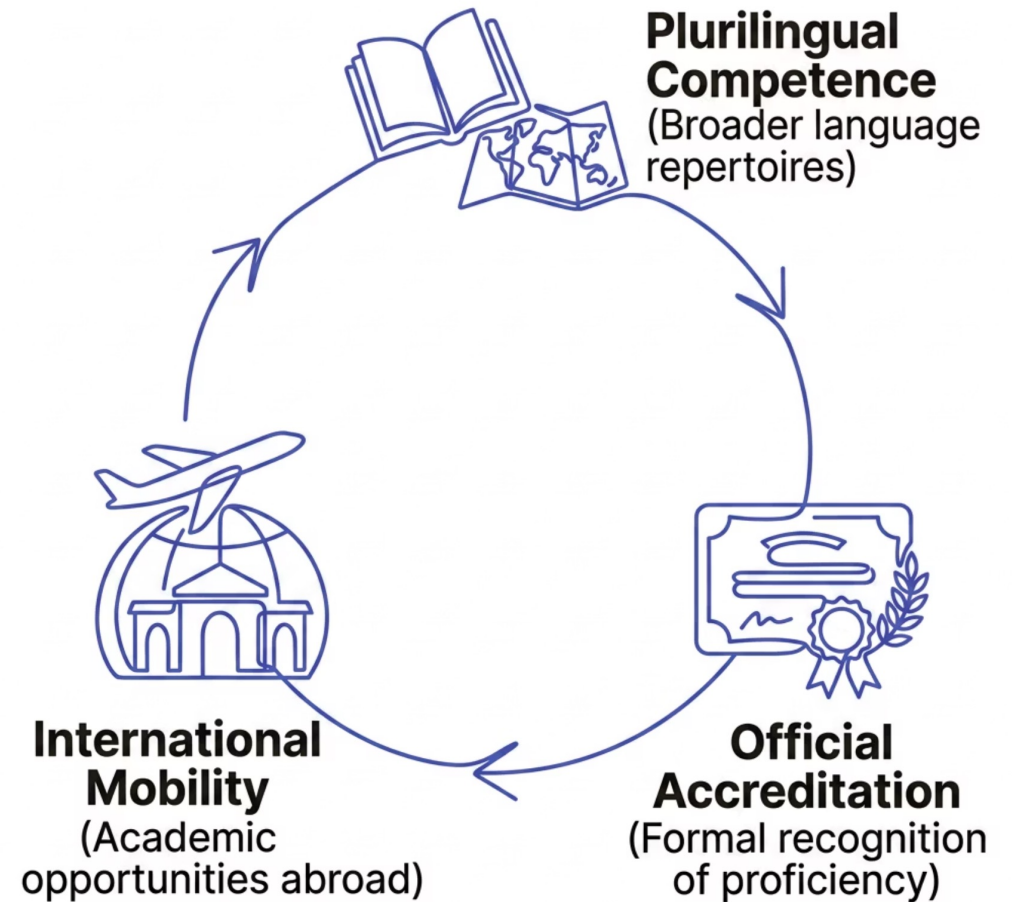 Plurilingual
Competence
(Broader language
repertoires)
International
Mobility
(Academic
opportunities abroad)
Official
Accreditation
(Formal recognition
of proficiency)